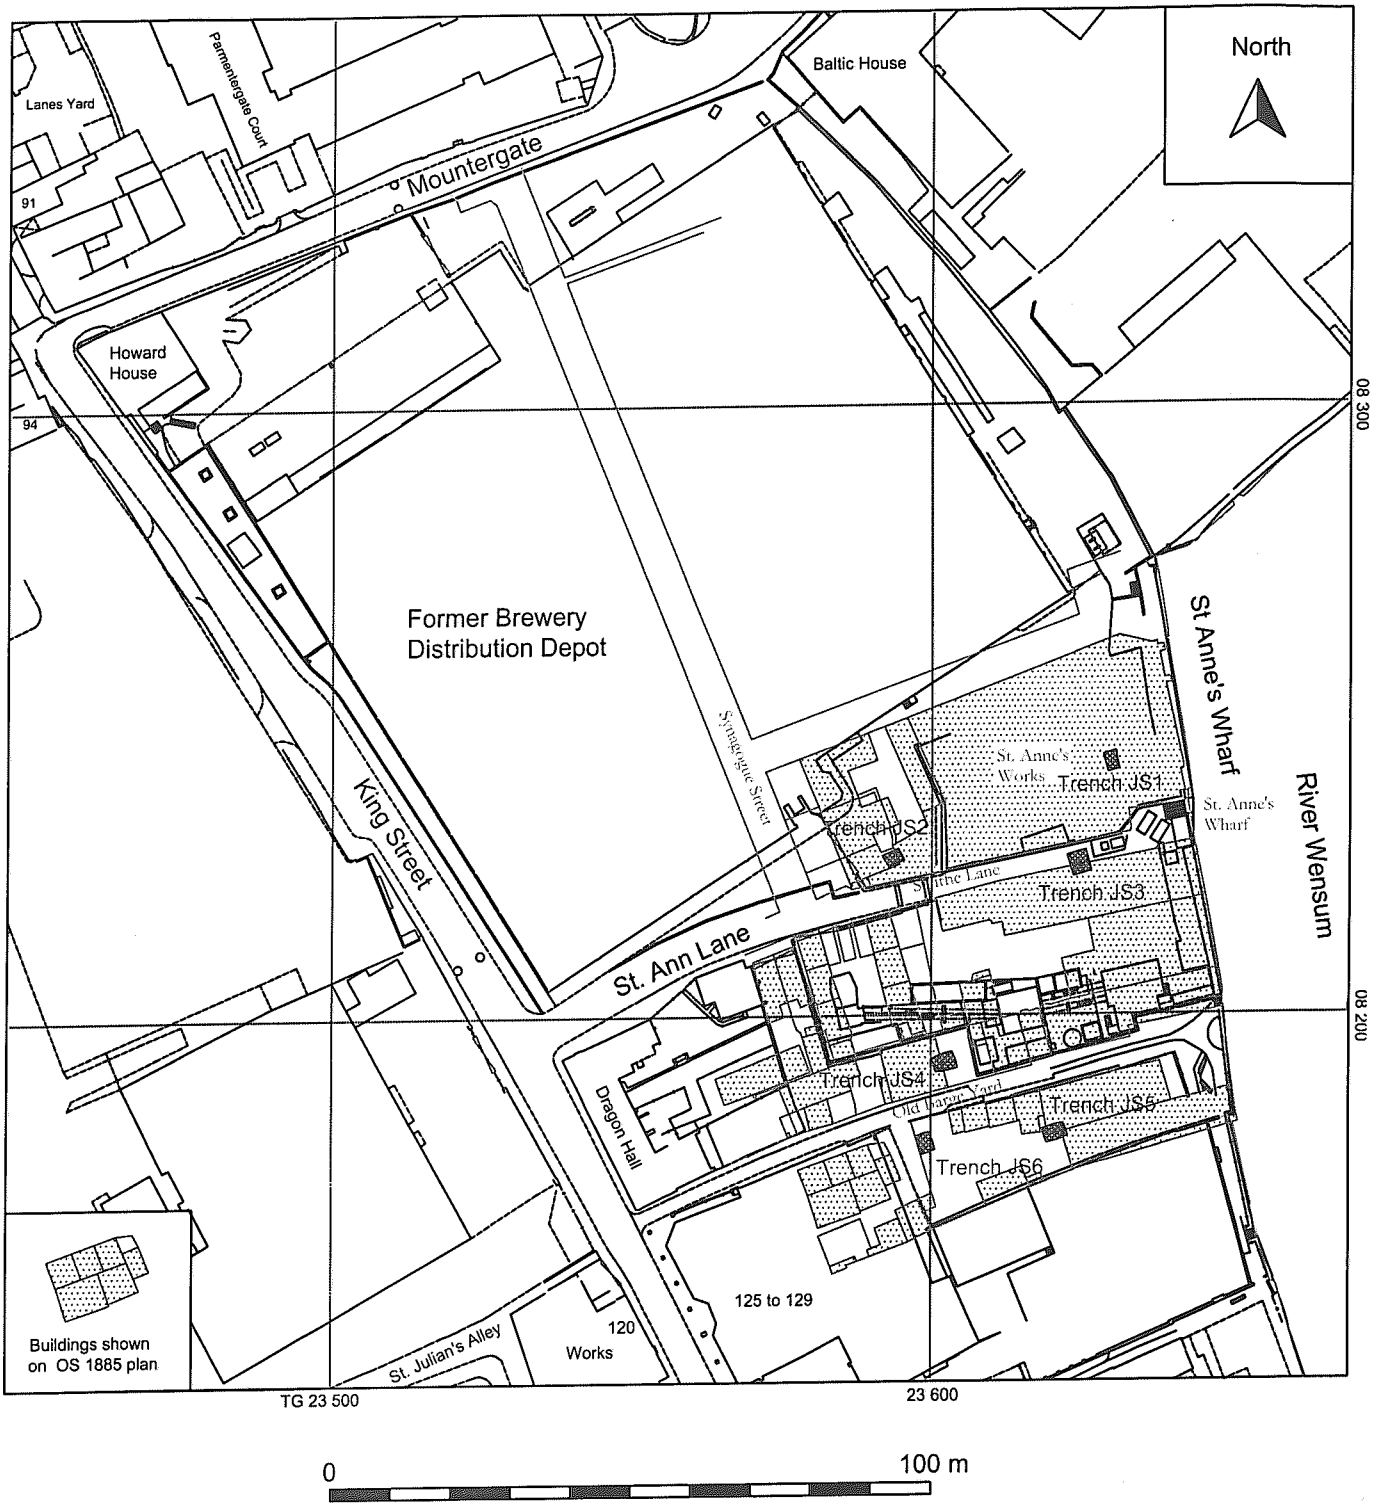 North
Baltic House
Parmentergate Court
Lanes Yard
Mountergate
91
Howard
House
94
08 300
Former Brewery
Distribution Depot
St Anne's Wharf
Synagogue Street
St. Anne's
Works
Trench JS1
King Street
St. Anne's
Wharf
River Wensum
Trench JS2
Lane
Trench JS3
St. Ann Lane
08 200
Trench JS4
Old Barge Yard
Trench JS5
Dragon Hall
Trench JS6
125 to 129
120
Works
St. Julian's Alley
Buildings shown
on OS 1885 plan
TG 23 500
23 600
0
100 m